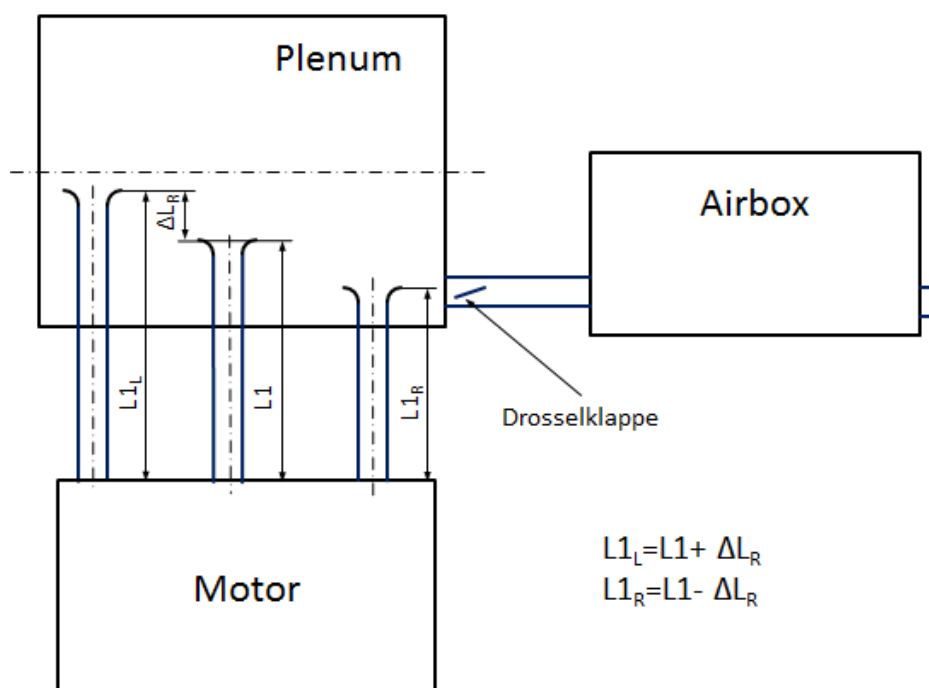 Plenum
Airbox
ΔL_R
L1_L
L1
L1_R
Drosselklappe
Motor
L1_L=L1+ ΔL_R
L1_R=L1- ΔL_R